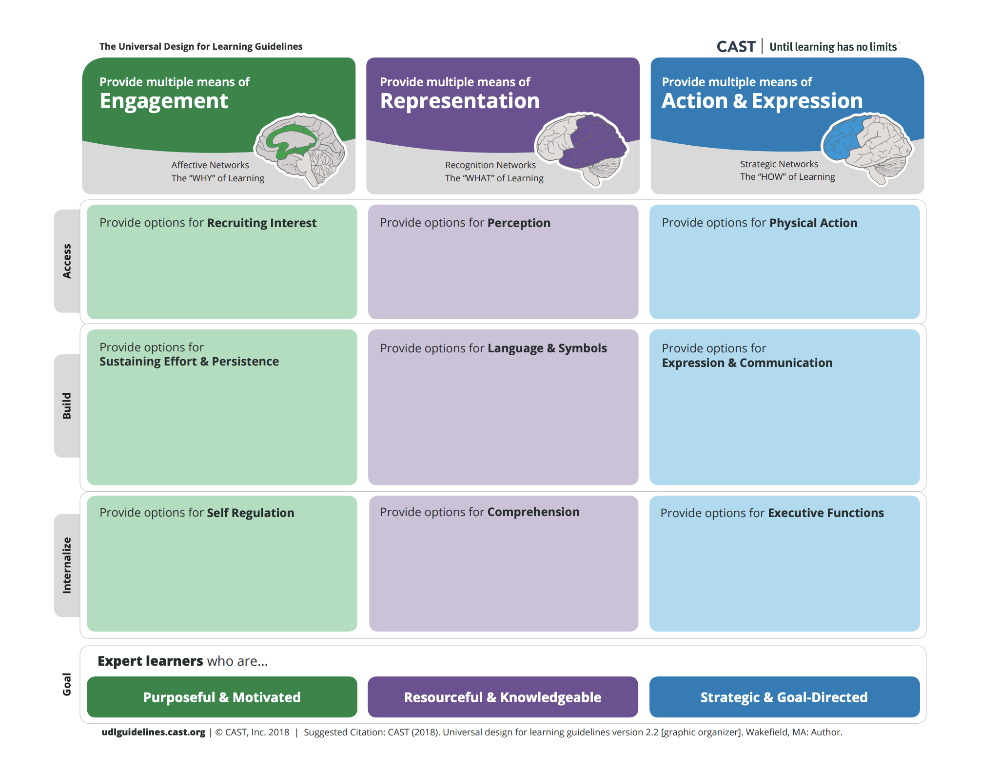 The Universal Design for Learning Guidelines
CAST | Until learning has no limits™
Provide multiple means of
Engagement
Affective Networks
The “WHY” of Learning
Provide multiple means of
Representation
Recognition Networks
The “WHAT” of Learning
Provide multiple means of
Action & Expression
Strategic Networks
The “HOW” of Learning
Access
Provide options for Recruiting Interest
Provide options for Perception
Provide options for Physical Action
Build
Provide options for
Sustaining Effort & Persistence
Provide options for Language & Symbols
Provide options for
Expression & Communication
Internalize
Provide options for Self Regulation
Provide options for Comprehension
Provide options for Executive Functions
Goal
Expert learners who are...
Purposeful & Motivated
Resourceful & Knowledgeable
Strategic & Goal-Directed
udlguidelines.cast.org | © CAST, Inc. 2018 | Suggested Citation: CAST (2018). Universal design for learning guidelines version 2.2 [graphic organizer]. Wakefield, MA: Author.